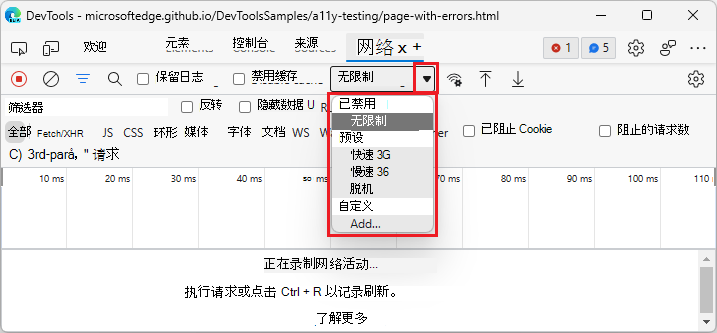 DevTools - microsoftedge.github.io/DevToolsSamples/a11y-testing/page-with-errors.html
欢迎 元素 控制台 来源 网络 x +
1 5
保留日志 禁用缓存 无限制
筛选器 反转 隐藏数据 U
全部 Fetch/XHR JS CSS 环形 媒体 字体 文档 WS 已阻止 Cookie 阻止的请求数
C) 3rd-pará, " 请求
已禁用
无限制
预设
快速 3G
慢速 36
脱机
自定义
Add...
10 ms 20 ms 30 ms 40 ms 50 ms 60 ms 70 ms 80 ms 90 ms 100 ms 110
正在录制网络活动...
执行请求或点击 Ctrl + R 以记录刷新。
了解更多